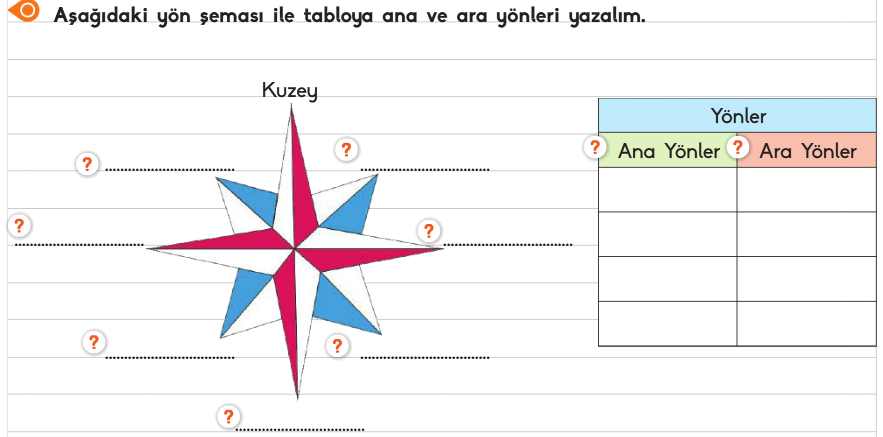 Aşağıdaki yön şeması ile tabloya ana ve ara yönleri yazalım.
Kuzey
?
?
?
?
?
?
?
Yönler
? Ana Yönler ? Ara Yönler